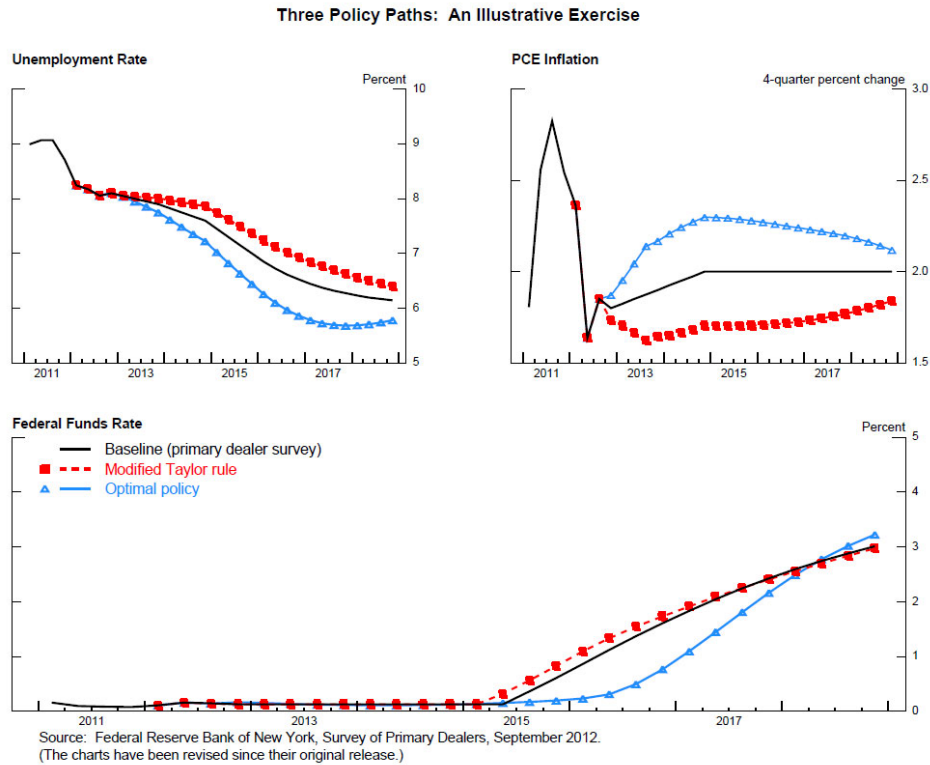 Three Policy Paths: An Illustrative Exercise
Unemployment Rate
Percent
10
9
8
7
6
5
2011 2013 2015 2017
PCE Inflation
4-quarter percent change
3.0
2.5
2.0
1.5
2011 2013 2015 2017
Federal Funds Rate
Percent
Baseline (primary dealer survey)
Modified Taylor rule
Optimal policy
5
4
3
2
1
0
2011 2013 2015 2017
Source: Federal Reserve Bank of New York, Survey of Primary Dealers, September 2012.
(The charts have been revised since their original release.)